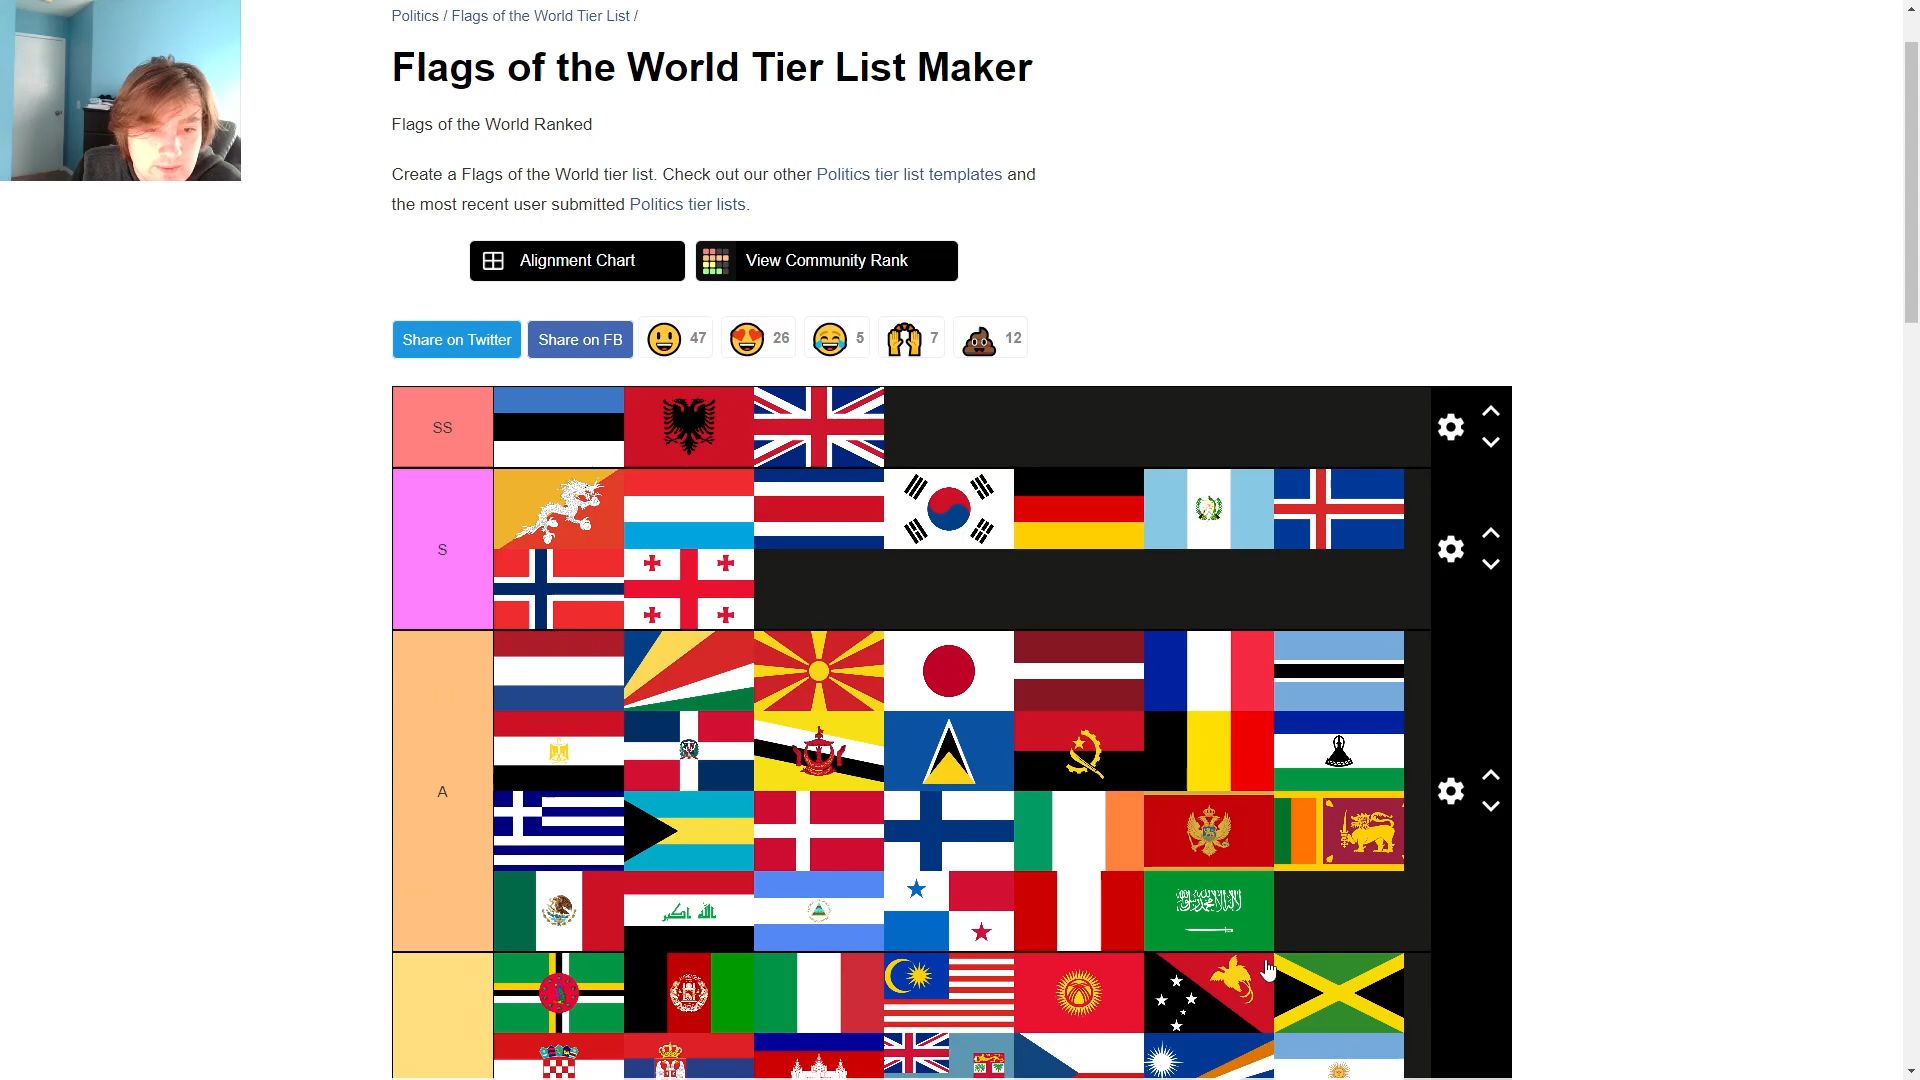 Politics / Flags of the World Tier List /
Flags of the World Tier List Maker
Flags of the World Ranked
Create a Flags of the World tier list. Check out our other Politics tier list templates and
the most recent user submitted Politics tier lists.
Alignment Chart
View Community Rank
Share on Twitter
Share on FB
47
26
5
7
12
SS
S
A
الله اكبر